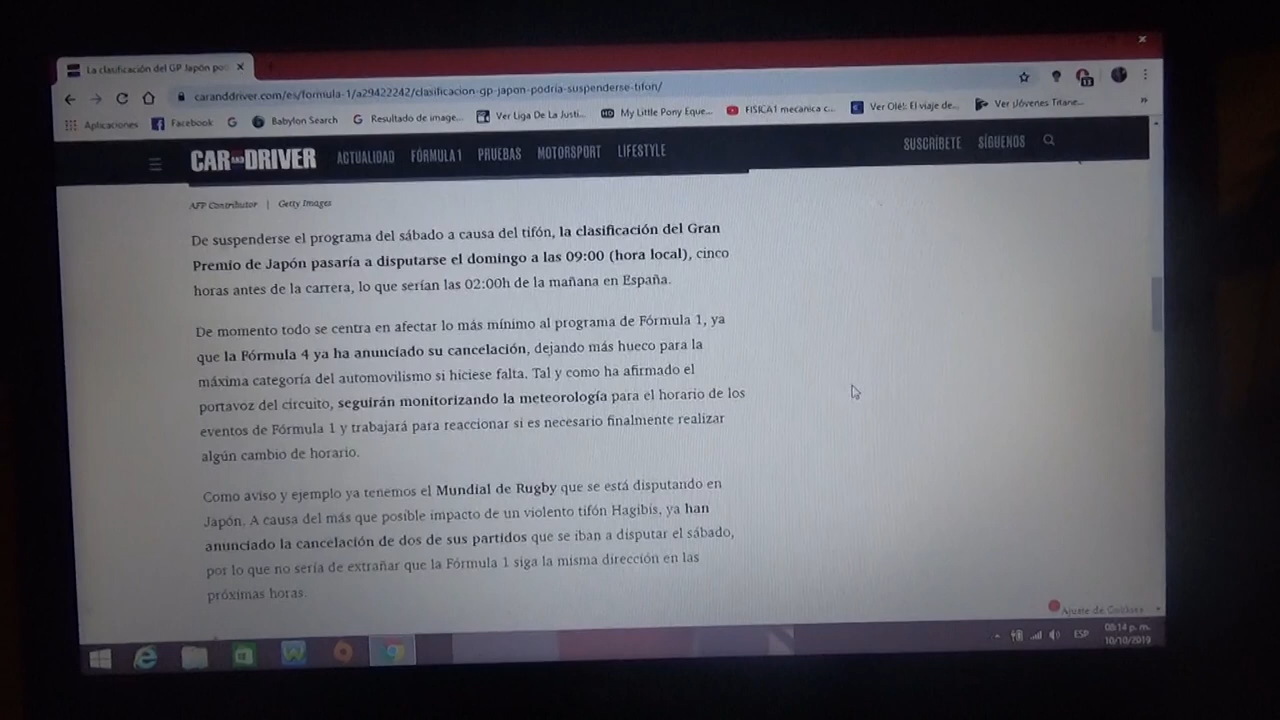 La clasificación del GP Japón po
caranddriver.com/es/formula-1/a29422242/clasificacion-gp-japon-podria-suspenderse-tifon/
Aplicaciones Facebook Babylon Search Resultado de image... Ver Liga De La Justi... My Little Pony Eque... FISICA1 mecanica c... Ver Olé!: El viaje de... Ver ¡Jóvenes Titane... »
CAR AND DRIVER ACTUALIDAD FÓRMULA 1 PRUEBAS MOTORSPORT LIFESTYLE SUSCRÍBETE SÍGUENOS
AFP Contributor | Getty Images
De suspenderse el programa del sábado a causa del tifón, la clasificación del Gran
Premio de Japón pasaría a disputarse el domingo a las 09:00 (hora local), cinco
horas antes de la carrera, lo que serían las 02:00h de la mañana en España.
De momento todo se centra en afectar lo más mínimo al programa de Fórmula 1, ya
que la Fórmula 4 ya ha anunciado su cancelación, dejando más hueco para la
máxima categoría del automovilismo si hiciese falta. Tal y como ha afirmado el
portavoz del circuito, seguirán monitorizando la meteorología para el horario de los
eventos de Fórmula 1 y trabajará para reaccionar si es necesario finalmente realizar
algún cambio de horario.
Como aviso y ejemplo ya tenemos el Mundial de Rugby que se está disputando en
Japón. A causa del más que posible impacto de un violento tifón Hagibis, ya han
anunciado la cancelación de dos de sus partidos que se iban a disputar el sábado,
por lo que no sería de extrañar que la Fórmula 1 siga la misma dirección en las
próximas horas.
Ajuste de Cookies
ESP 08:14 p. m.
10/10/2019